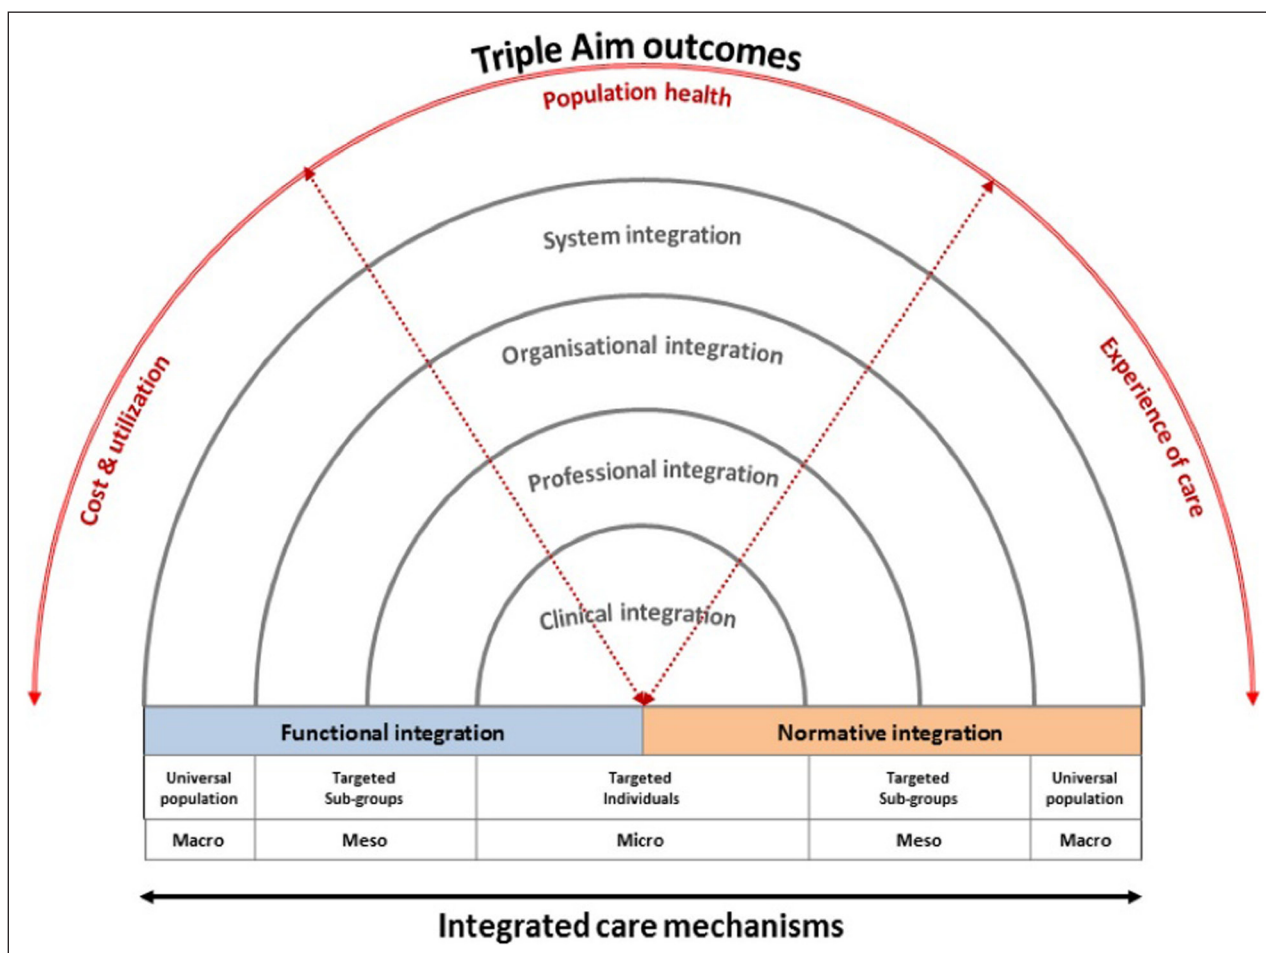 Triple Aim outcomes
Population health
Cost & utilization
Experience of care
System integration
Organisational integration
Professional integration
Clinical integration
Functional integration
Normative integration
Universal
population
Targeted
Sub-groups
Targeted
Individuals
Targeted
Sub-groups
Universal
population
Macro
Meso
Micro
Meso
Macro
Integrated care mechanisms